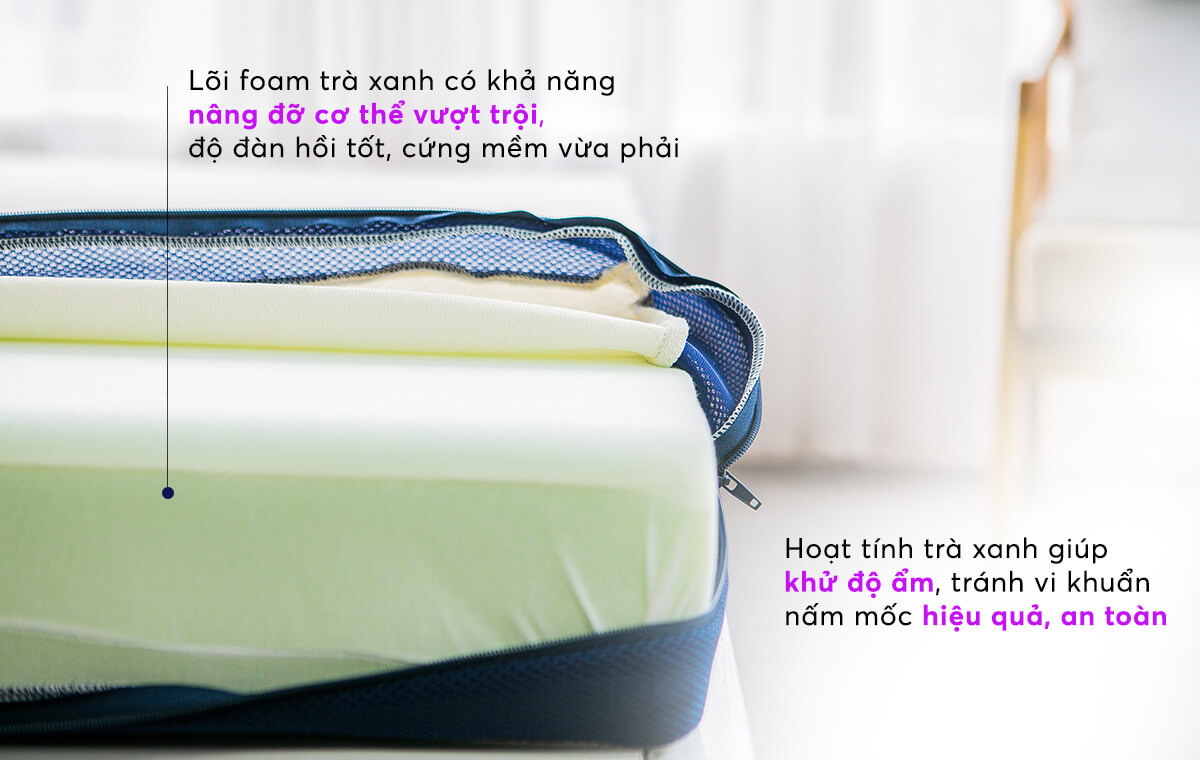 Lõi foam trà xanh có khả năng
nâng đỡ cơ thể vượt trội,
độ đàn hồi tốt, cứng mềm vừa phải
Hoạt tính trà xanh giúp
khử độ ẩm, tránh vi khuẩn
nấm mốc hiệu quả, an toàn